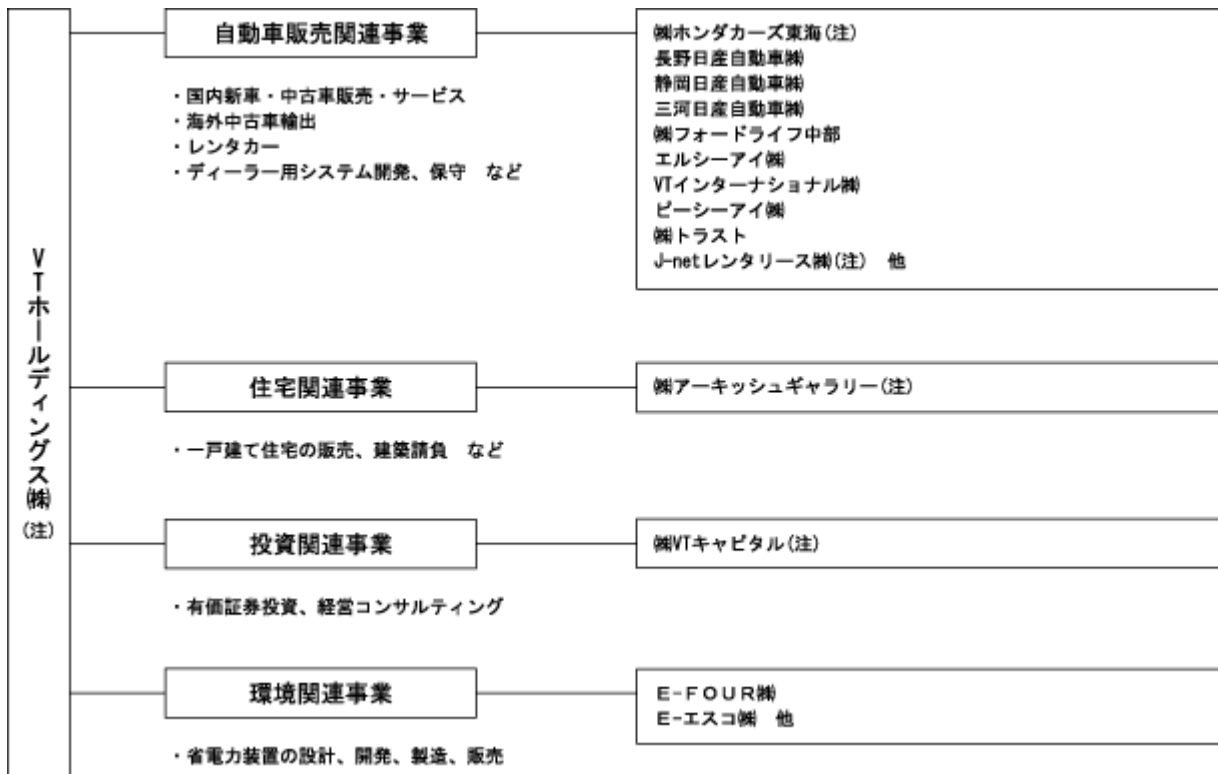 VTホールディングス㈱
(注)
自動車販売関連事業
・国内新車・中古車販売・サービス
・海外中古車輸出
・レンタカー
・ディーラー用システム開発、保守　など
㈱ホンダカーズ東海(注)
長野日産自動車㈱
静岡日産自動車㈱
三河日産自動車㈱
㈱フォードライフ中部
エルシーアイ㈱
VTインターナショナル㈱
ピーシーアイ㈱
㈱トラスト
J-netレンタリース㈱(注)　他
住宅関連事業
・一戸建て住宅の販売、建築請負　など
㈱アーキッシュギャラリー(注)
投資関連事業
・有価証券投資、経営コンサルティング
㈱VTキャピタル(注)
環境関連事業
・省電力装置の設計、開発、製造、販売
Ｅ-ＦＯＵＲ㈱
E-エスコ㈱　他